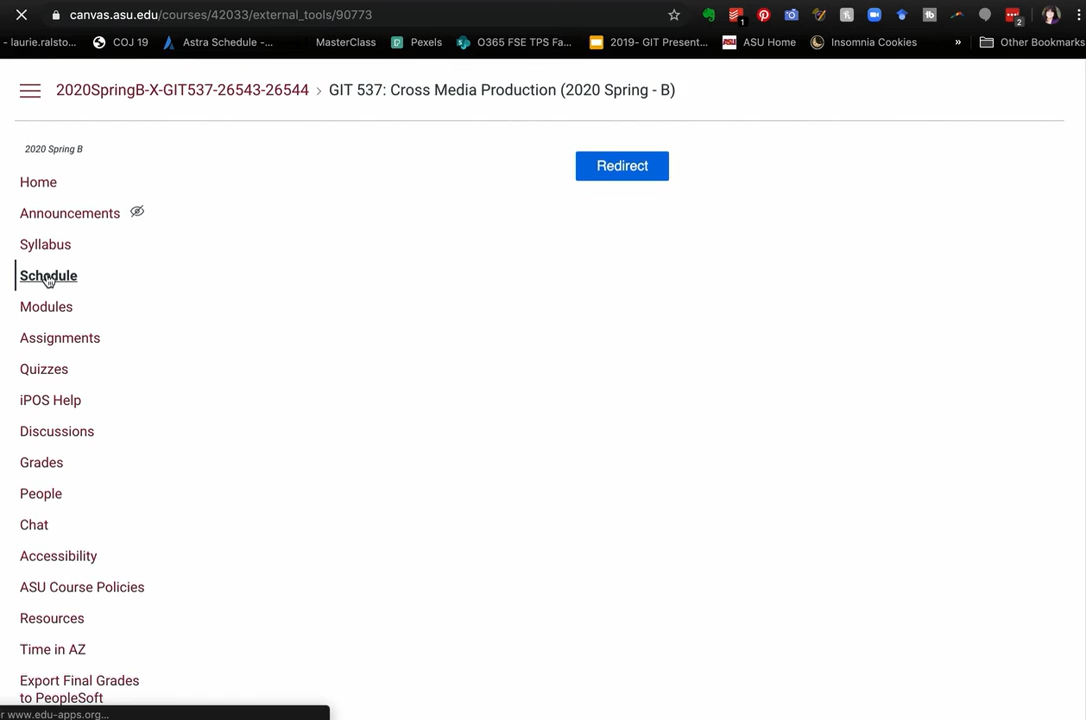 canvas.asu.edu/courses/42033/external_tools/90773
- laurie.ralsto... COJ 19 Astra Schedule -... MasterClass Pexels O365 FSE TPS Fa... 2019- GIT Present... ASU Home Insomnia Cookies » Other Bookmarks
2020SpringB-X-GIT537-26543-26544 › GIT 537: Cross Media Production (2020 Spring - B)
2020 Spring B
Redirect
Home
Announcements
Syllabus
Schedule
Modules
Assignments
Quizzes
iPOS Help
Discussions
Grades
People
Chat
Accessibility
ASU Course Policies
Resources
Time in AZ
Export Final Grades
to PeopleSoft
r www.edu-apps.org...